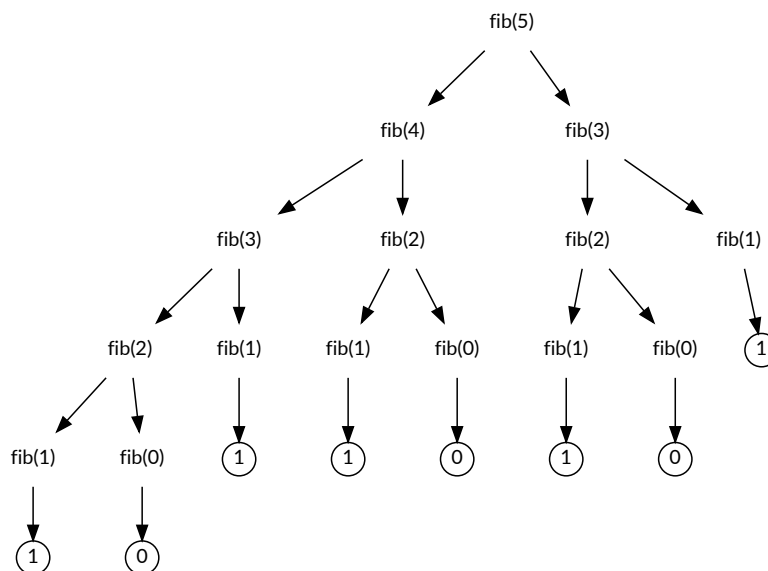 fib(5)
fib(4) fib(3)
fib(3) fib(2) fib(2) fib(1)
fib(2) fib(1) fib(1) fib(0) fib(1) fib(0) 1
fib(1) fib(0) 1 1 0 1 0
1 0